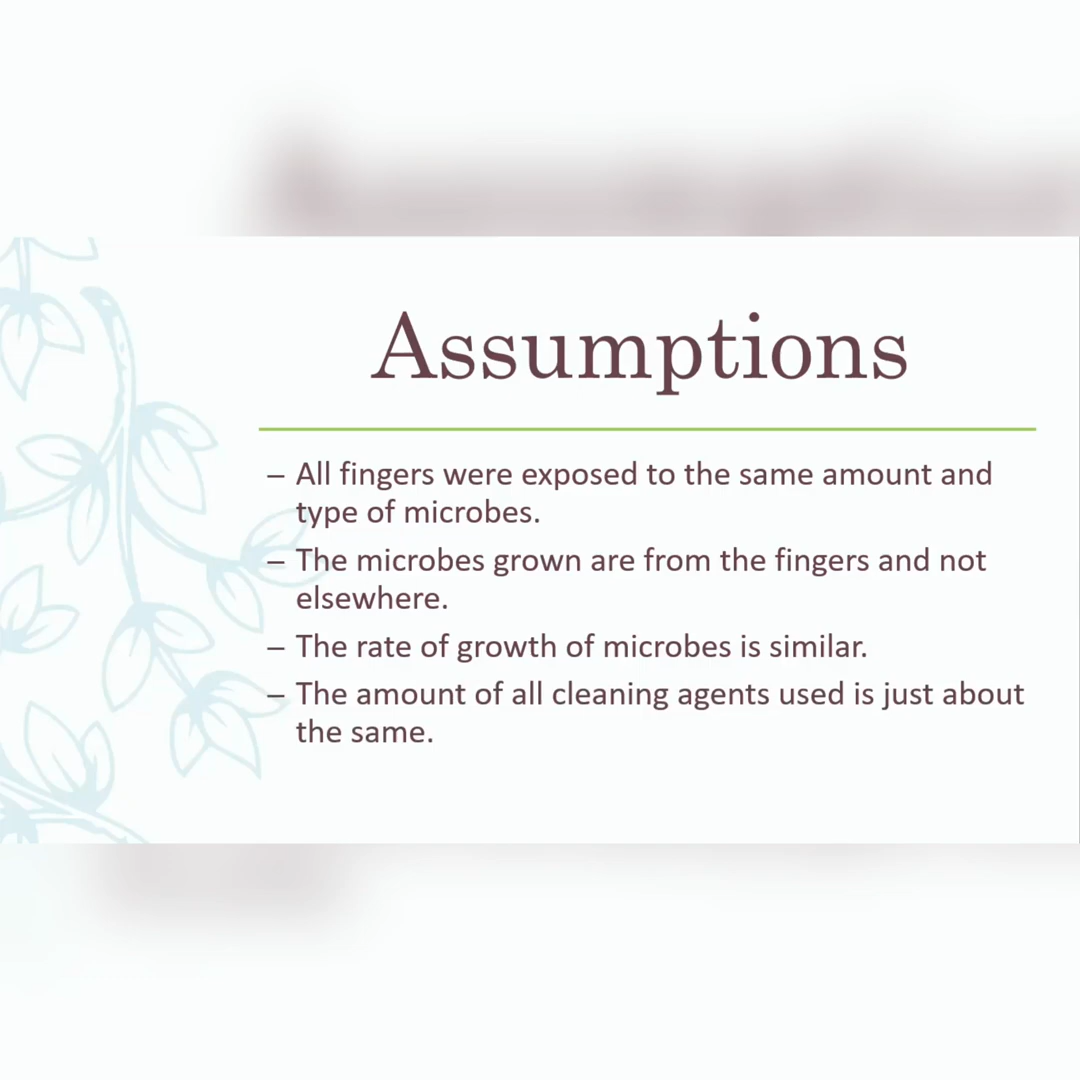 Assumptions
– All fingers were exposed to the same amount and
type of microbes.
– The microbes grown are from the fingers and not
elsewhere.
– The rate of growth of microbes is similar.
– The amount of all cleaning agents used is just about
the same.